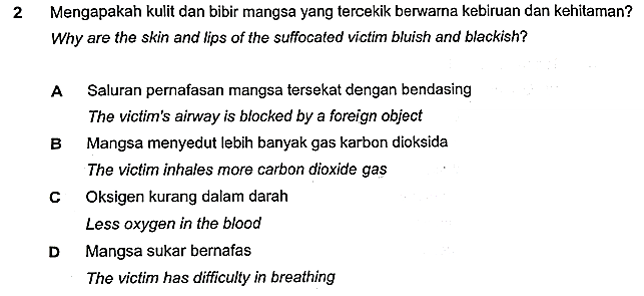 2 Mengapakah kulit dan bibir mangsa yang tercekik berwarna kebiruan dan kehitaman?
Why are the skin and lips of the suffocated victim bluish and blackish?
A Saluran pernafasan mangsa tersekat dengan bendasing
The victim's airway is blocked by a foreign object
B Mangsa menyedut lebih banyak gas karbon dioksida
The victim inhales more carbon dioxide gas
C Oksigen kurang dalam darah
Less oxygen in the blood
D Mangsa sukar bernafas
The victim has difficulty in breathing